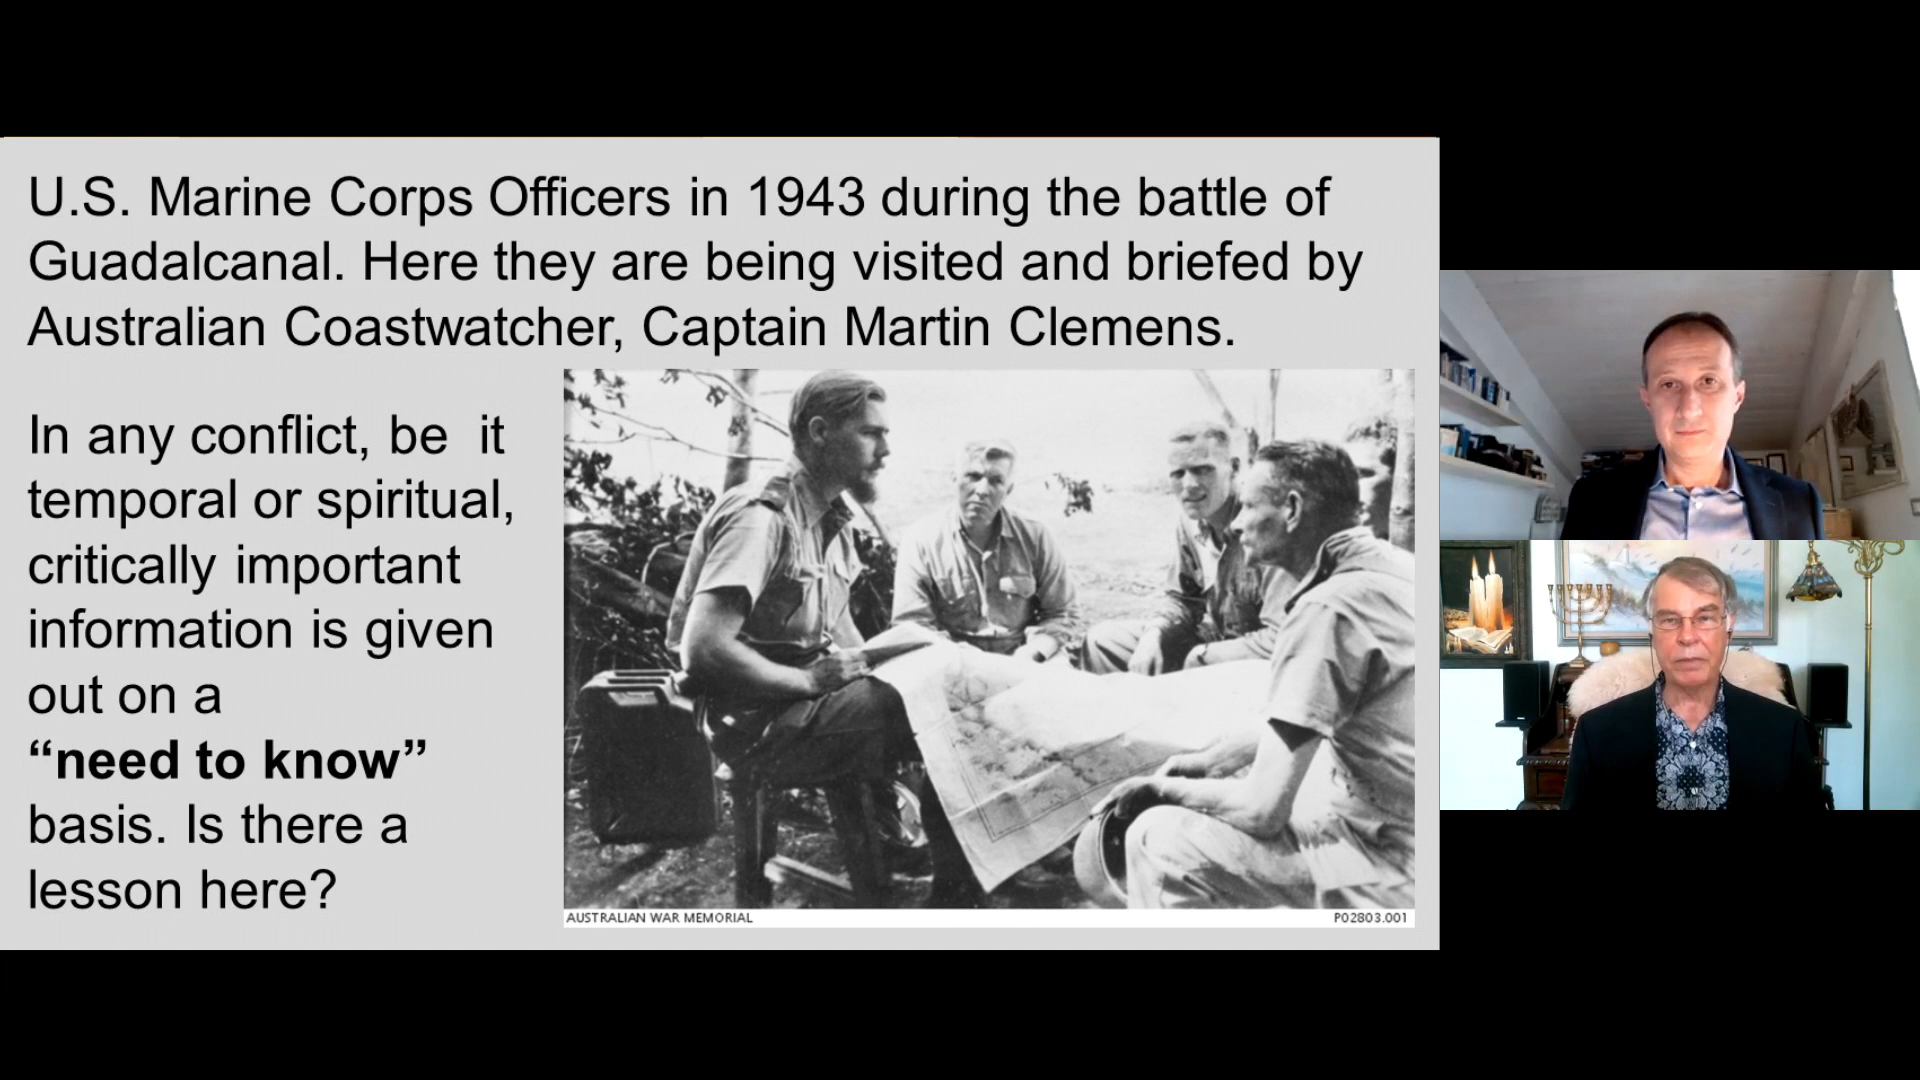 U.S. Marine Corps Officers in 1943 during the battle of
Guadalcanal. Here they are being visited and briefed by
Australian Coastwatcher, Captain Martin Clemens.
In any conflict, be  it
temporal or spiritual,
critically important
information is given
out on a
“need to know”
basis. Is there a
lesson here?
AUSTRALIAN WAR MEMORIAL
P02803.001